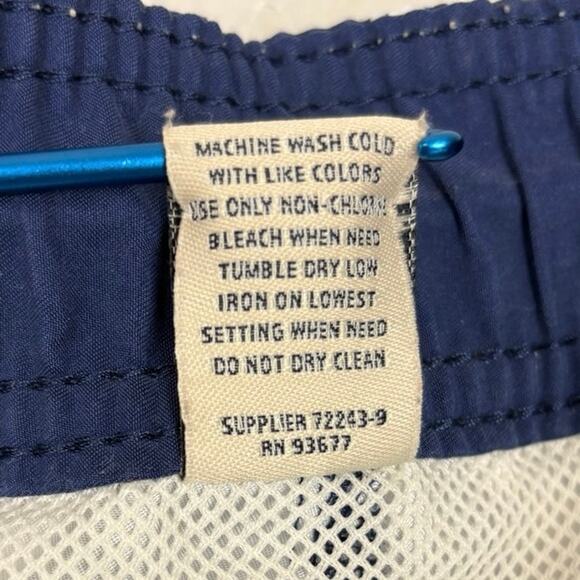 MACHINE WASH COLD
WITH LIKE COLORS
USE ONLY NON-CHLORINE
BLEACH WHEN NEED
TUMBLE DRY LOW
IRON ON LOWEST
SETTING WHEN NEED
DO NOT DRY CLEAN
SUPPLIER 72243-9
RN 93677